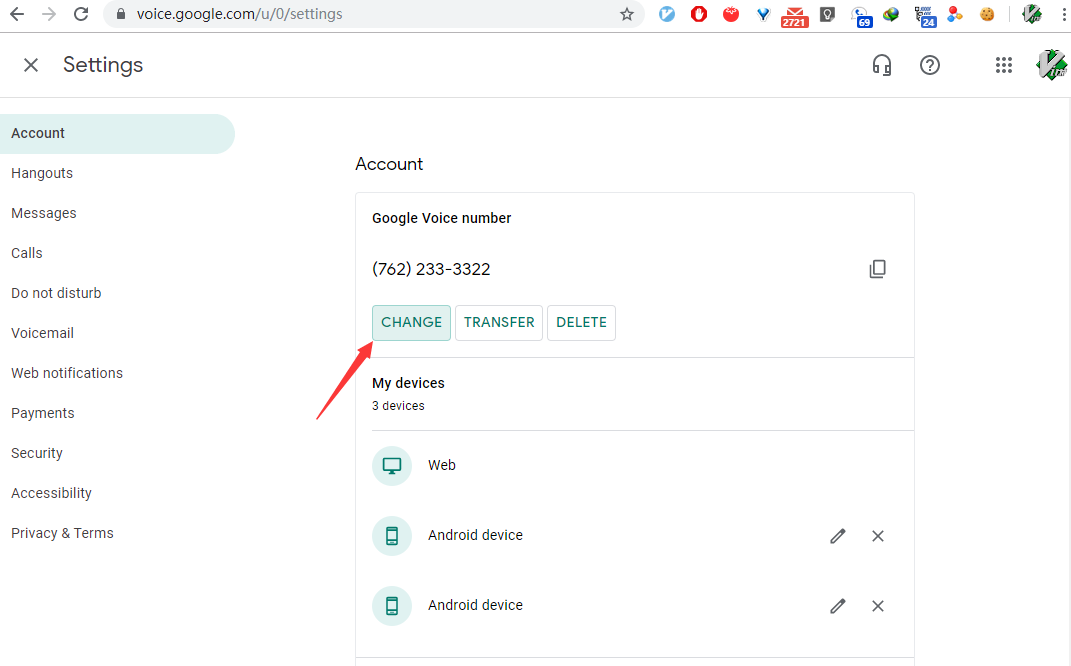 voice.google.com/u/0/settings
2721
69
24
Settings
Account
Hangouts
Messages
Calls
Do not disturb
Voicemail
Web notifications
Payments
Security
Accessibility
Privacy & Terms
Account
Google Voice number
(762) 233-3322
CHANGE TRANSFER DELETE
My devices
3 devices
Web
Android device
Android device